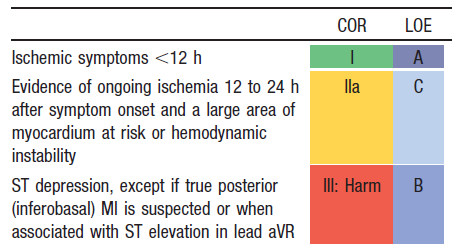 COR LOE
Ischemic symptoms <12 h I A
Evidence of ongoing ischemia 12 to 24 h IIa C
after symptom onset and a large area of
myocardium at risk or hemodynamic
instability
ST depression, except if true posterior III: Harm B
(inferobasal) MI is suspected or when
associated with ST elevation in lead aVR